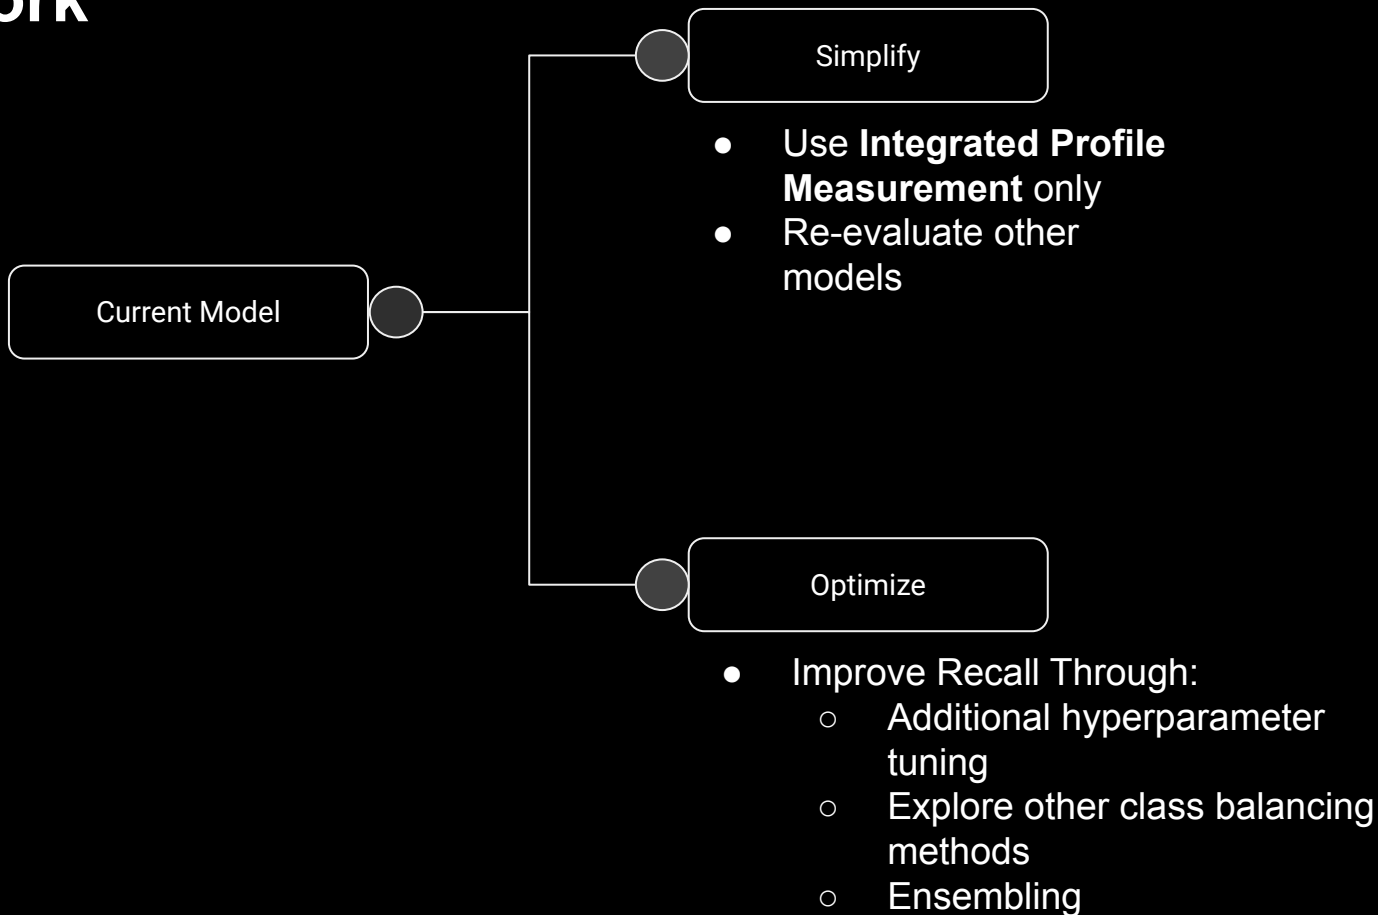 Simplify
● Use Integrated Profile
Measurement only
● Re-evaluate other
models
Current Model
Optimize
● Improve Recall Through:
○ Additional hyperparameter
tuning
○ Explore other class balancing
methods
○ Ensembling